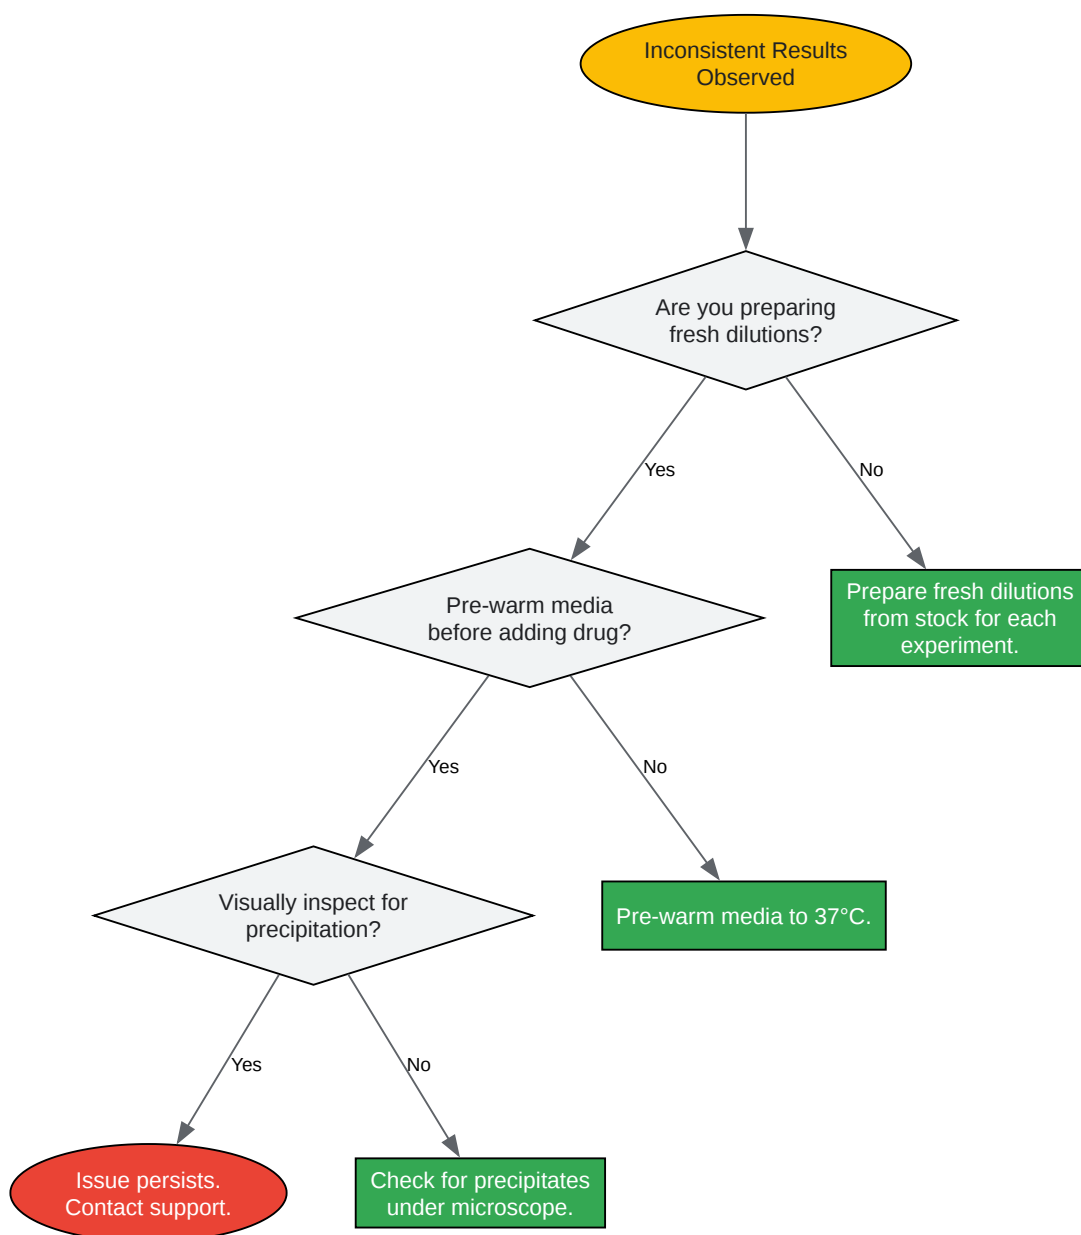 Inconsistent Results
Observed
Are you preparing
fresh dilutions?
Yes
No
Pre-warm media
before adding drug?
Prepare fresh dilutions
from stock for each
experiment.
Yes
No
Visually inspect for
precipitation?
Pre-warm media to 37°C.
Yes
No
Issue persists.
Contact support.
Check for precipitates
under microscope.